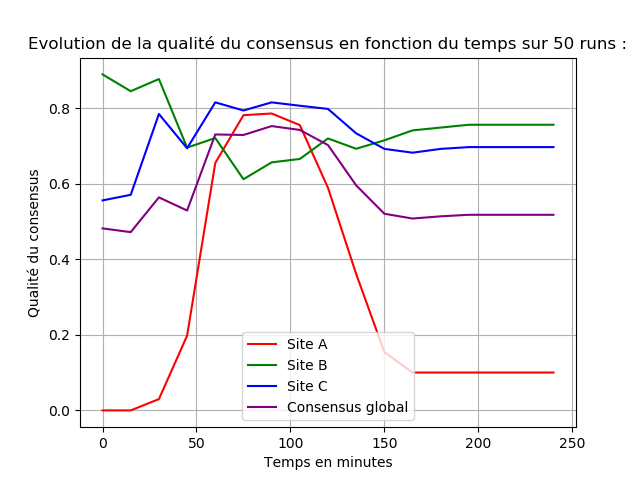 Evolution de la qualité du consensus en fonction du temps sur 50 runs :
Qualité du consensus
0.8
0.6
0.4
0.2
0.0
Site A
Site B
Site C
Consensus global
0 50 100 150 200 250
Temps en minutes